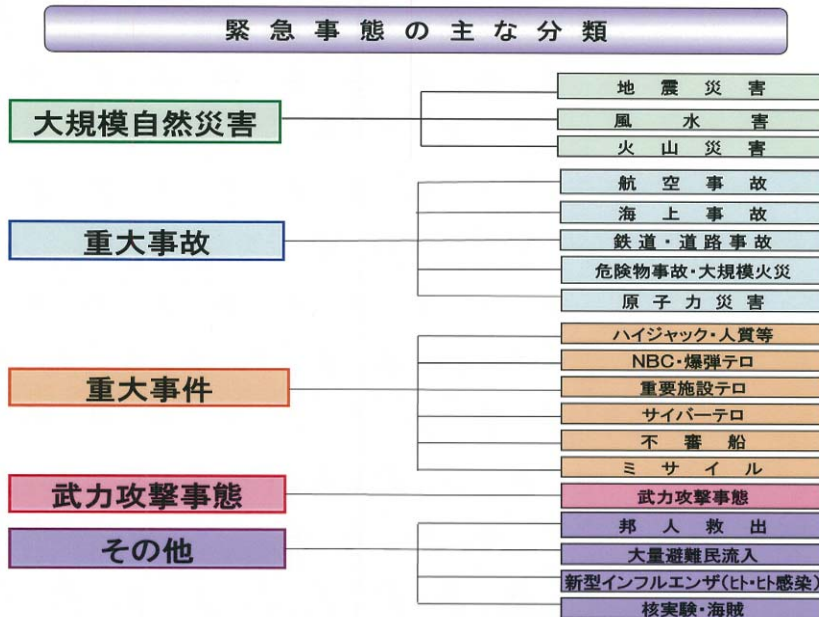 緊急事態の主な分類
大規模自然災害
地震災害
風水害
火山災害
重大事故
航空事故
海上事故
鉄道・道路事故
危険物事故・大規模火災
原子力災害
重大事件
ハイジャック・人質等
NBC・爆弾テロ
重要施設テロ
サイバーテロ
不審船
ミサイル
武力攻撃事態
武力攻撃事態
その他
邦人救出
大量避難民流入
新型インフルエンザ(ヒト・ヒト感染)
核実験・海賊